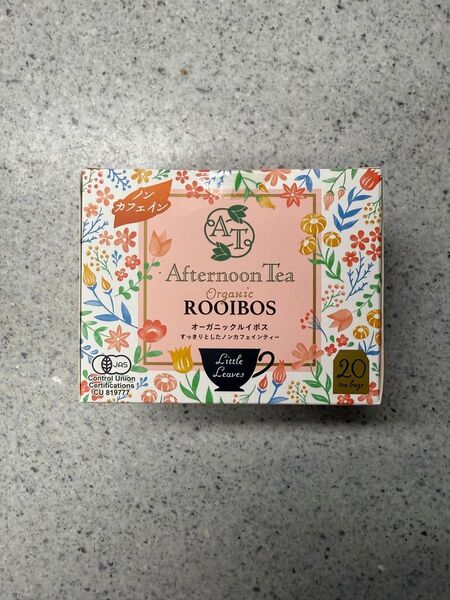 ノン
カフェイン
AT
Afternoon Tea
Organic
ROOIBOS
オーガニックルイボス
すっきりとしたノンカフェインティー
Little
Leaves
JAS
Control Union
Certifications
CU 819777
20
tea bags